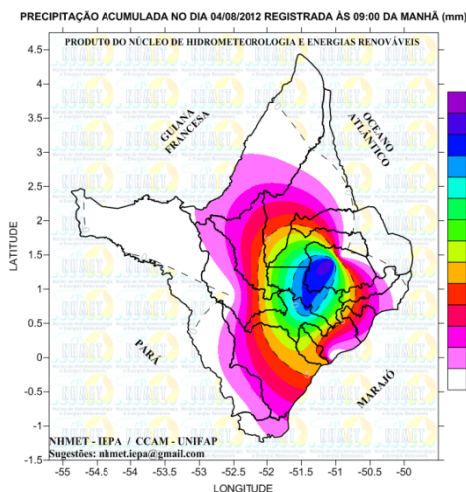 PRECIPITAÇÃO ACUMULADA NO DIA 04/08/2012 REGISTRADA ÀS 09:00 DA MANHÃ (mm)
PRODUTO DO NÚCLEO DE HIDROMETEOROLOGIA E ENERGIAS RENOVÁVEIS
GUIANA
FRANCESA
OCEANO
ATLÂNTICO
PARÁ
MARAJÓ
LATITUDE
4.5
4
3.5
3
2.5
2
1.5
1
0.5
0
-0.5
-1
-1.5
NHMET - IEPA / CCAM - UNIFAP
Sugestões: nhmet.iepa@gmail.com
-55 -54.5 -54 -53.5 -53 -52.5 -52 -51.5 -51 -50.5 -50
LONGITUDE